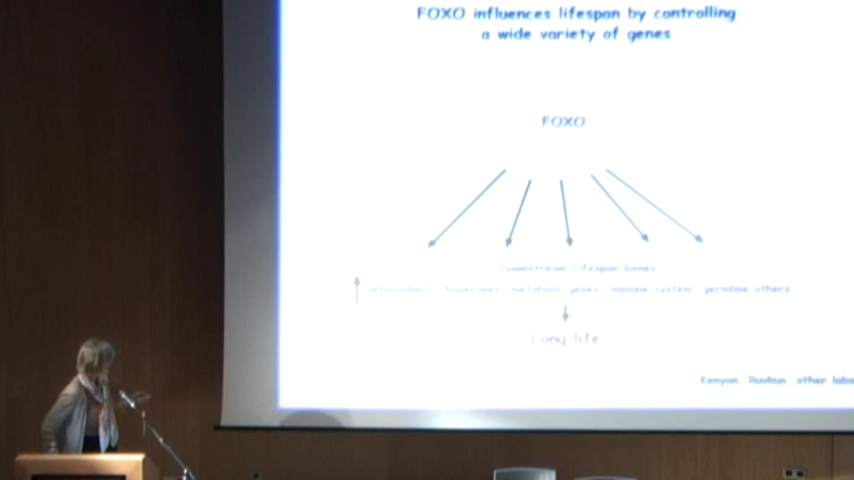 FOXO influences lifespan by controlling
a wide variety of genes
FOXO
Downstream Lifespan Genes
antioxidant chaperones metabolic genes immune system germline others
Long life
Kenyon Ruvkun other labs